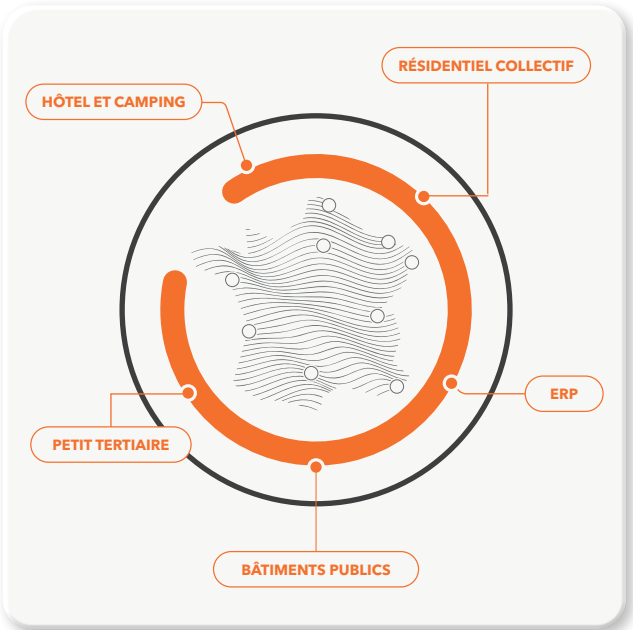 RÉSIDENTIEL COLLECTIF
HÔTEL ET CAMPING
ERP
PETIT TERTIAIRE
BÂTIMENTS PUBLICS